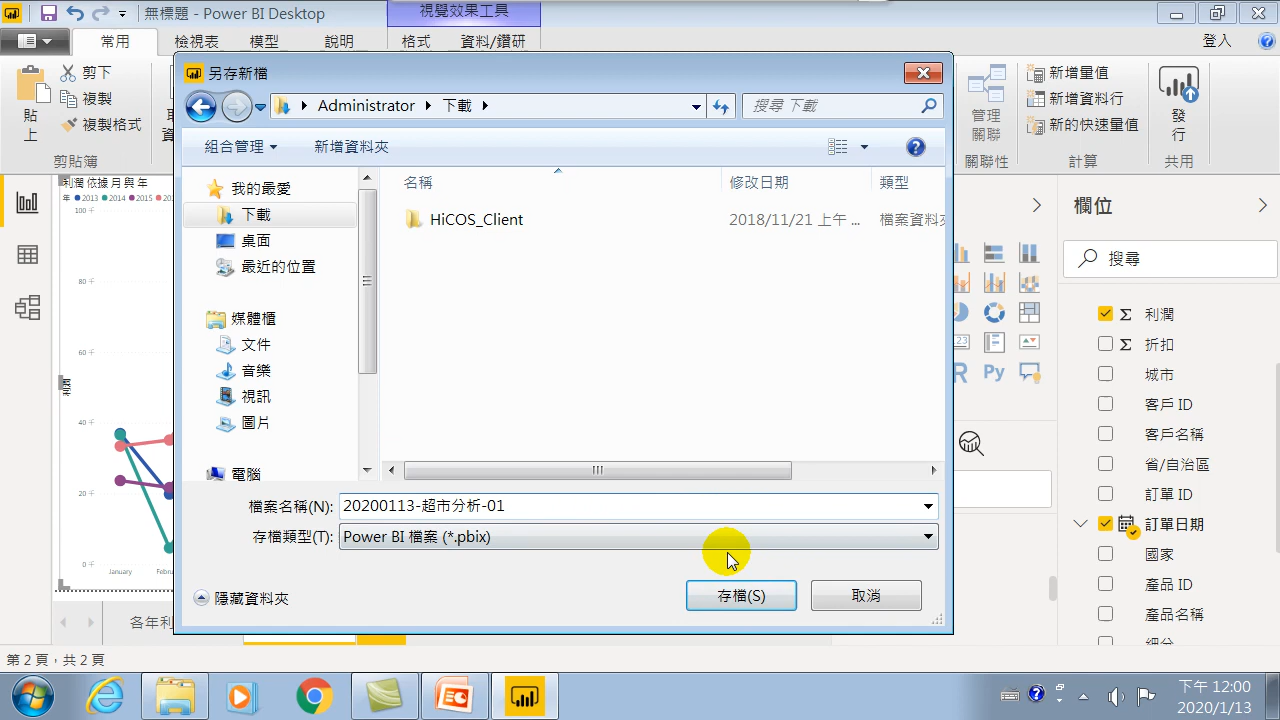 無標題 - Power BI Desktop
視覺效果工具
常用
檢視表
模型
說明
格式
資料/鑽研
登入
貼
上
剪下
複製
複製格式
剪貼簿
管理
關聯
關聯性
新增量值
新增資料行
新的快速量值
計算
發
行
共用
另存新檔
Administrator
下載
搜尋 下載
組合管理
新增資料夾
我的最愛
下載
桌面
最近的位置
媒體櫃
文件
音樂
視訊
圖片
電腦
名稱
修改日期
類型
HiCOS_Client
2018/11/21 上午 ...
檔案資料夾
檔案名稱(N):
20200113-超市分析-01
存檔類型(T):
Power BI 檔案 (*.pbix)
隱藏資料夾
存檔(S)
取消
利潤 依據 月 與 年
年
2013
2014
2015
100 千
80 千
60 千
40 千
20 千
0 千
利潤
January
各年利
第 2 頁，共 2 頁
欄位
搜尋
Σ 利潤
Σ 折扣
城市
客戶 ID
客戶名稱
省/自治區
訂單 ID
訂單日期
國家
產品 ID
產品名稱
細分
123
R
Py
下午 12:00
2020/1/13